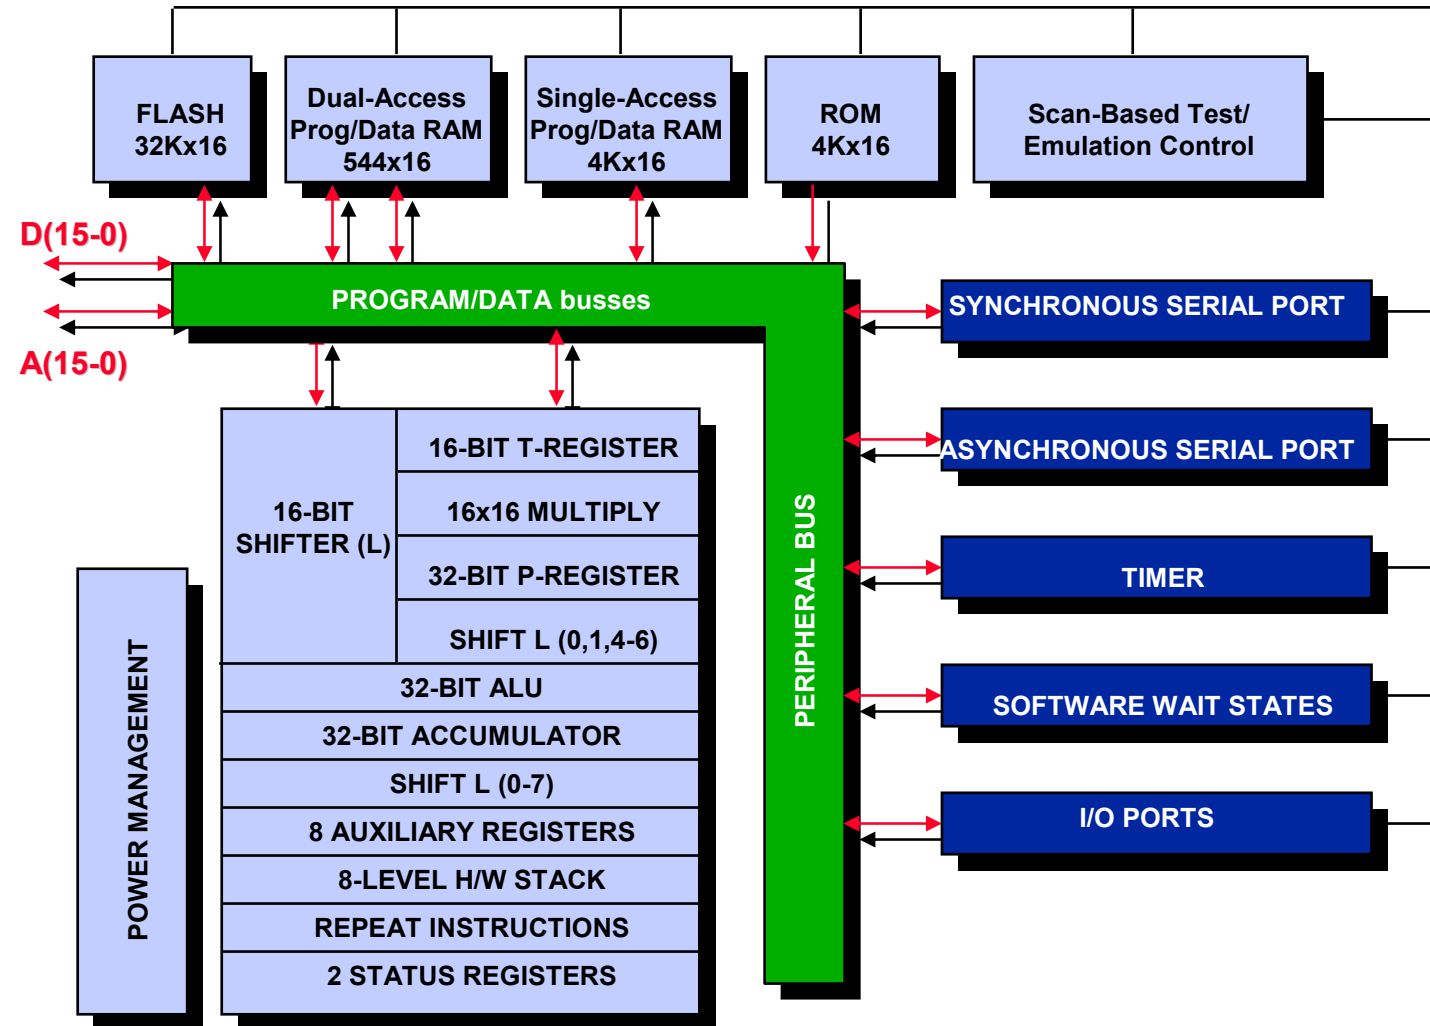 FLASH
32Kx16
Dual-Access
Prog/Data RAM
544x16
Single-Access
Prog/Data RAM
4Kx16
ROM
4Kx16
Scan-Based Test/
Emulation Control
D(15-0)
A(15-0)
PROGRAM/DATA busses
PERIPHERAL BUS
SYNCHRONOUS SERIAL PORT
ASYNCHRONOUS SERIAL PORT
TIMER
SOFTWARE WAIT STATES
I/O PORTS
16-BIT
SHIFTER (L)
16-BIT T-REGISTER
16x16 MULTIPLY
32-BIT P-REGISTER
SHIFT L (0,1,4-6)
32-BIT ALU
32-BIT ACCUMULATOR
SHIFT L (0-7)
8 AUXILIARY REGISTERS
8-LEVEL H/W STACK
REPEAT INSTRUCTIONS
2 STATUS REGISTERS
POWER MANAGEMENT